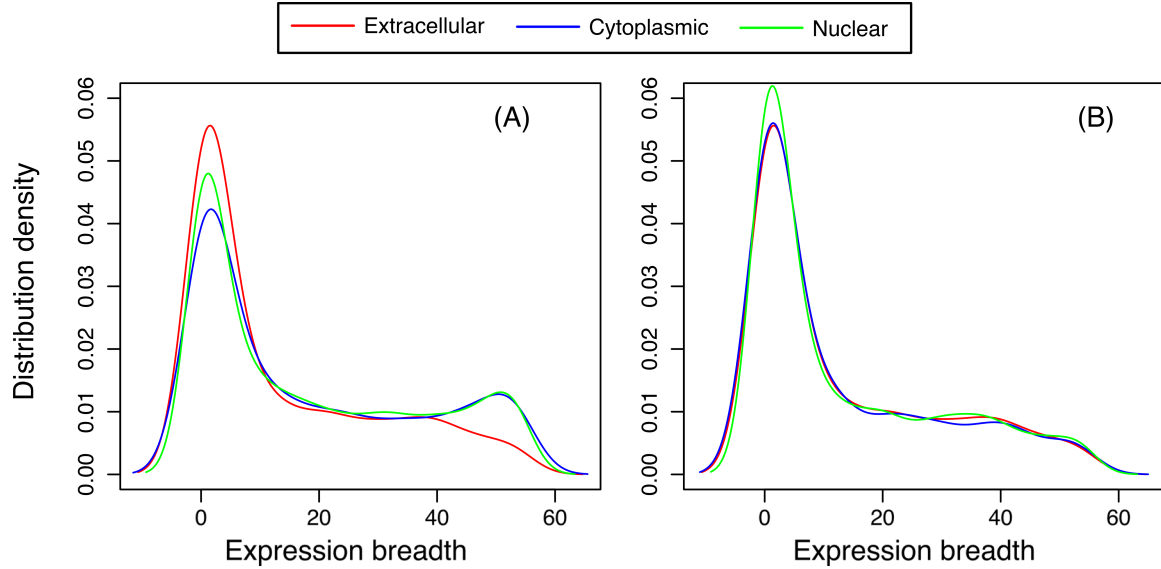 Extracellular Cytoplasmic Nuclear
(A) (B)
Distribution density
0.06 0.05 0.04 0.03 0.02 0.01 0.00
0.06 0.05 0.04 0.03 0.02 0.01 0.00
0 20 40 60
0 20 40 60
Expression breadth
Expression breadth